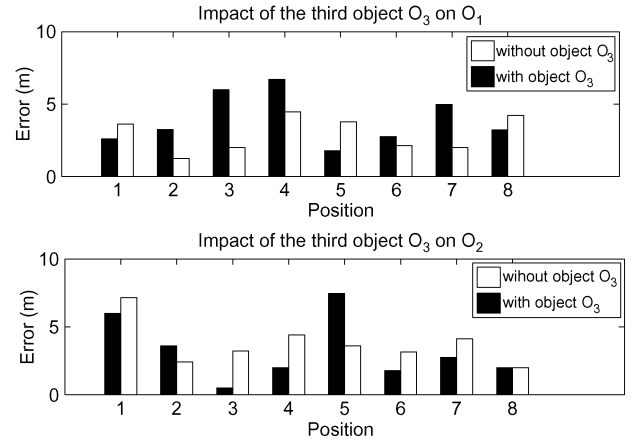 Impact of the third object O3 on O1
10
5
0
Error (m)
without object O3
with object O3
1 2 3 4 5 6 7 8
Position
Impact of the third object O3 on O2
10
5
0
Error (m)
wihout object O3
with object O3
1 2 3 4 5 6 7 8
Position